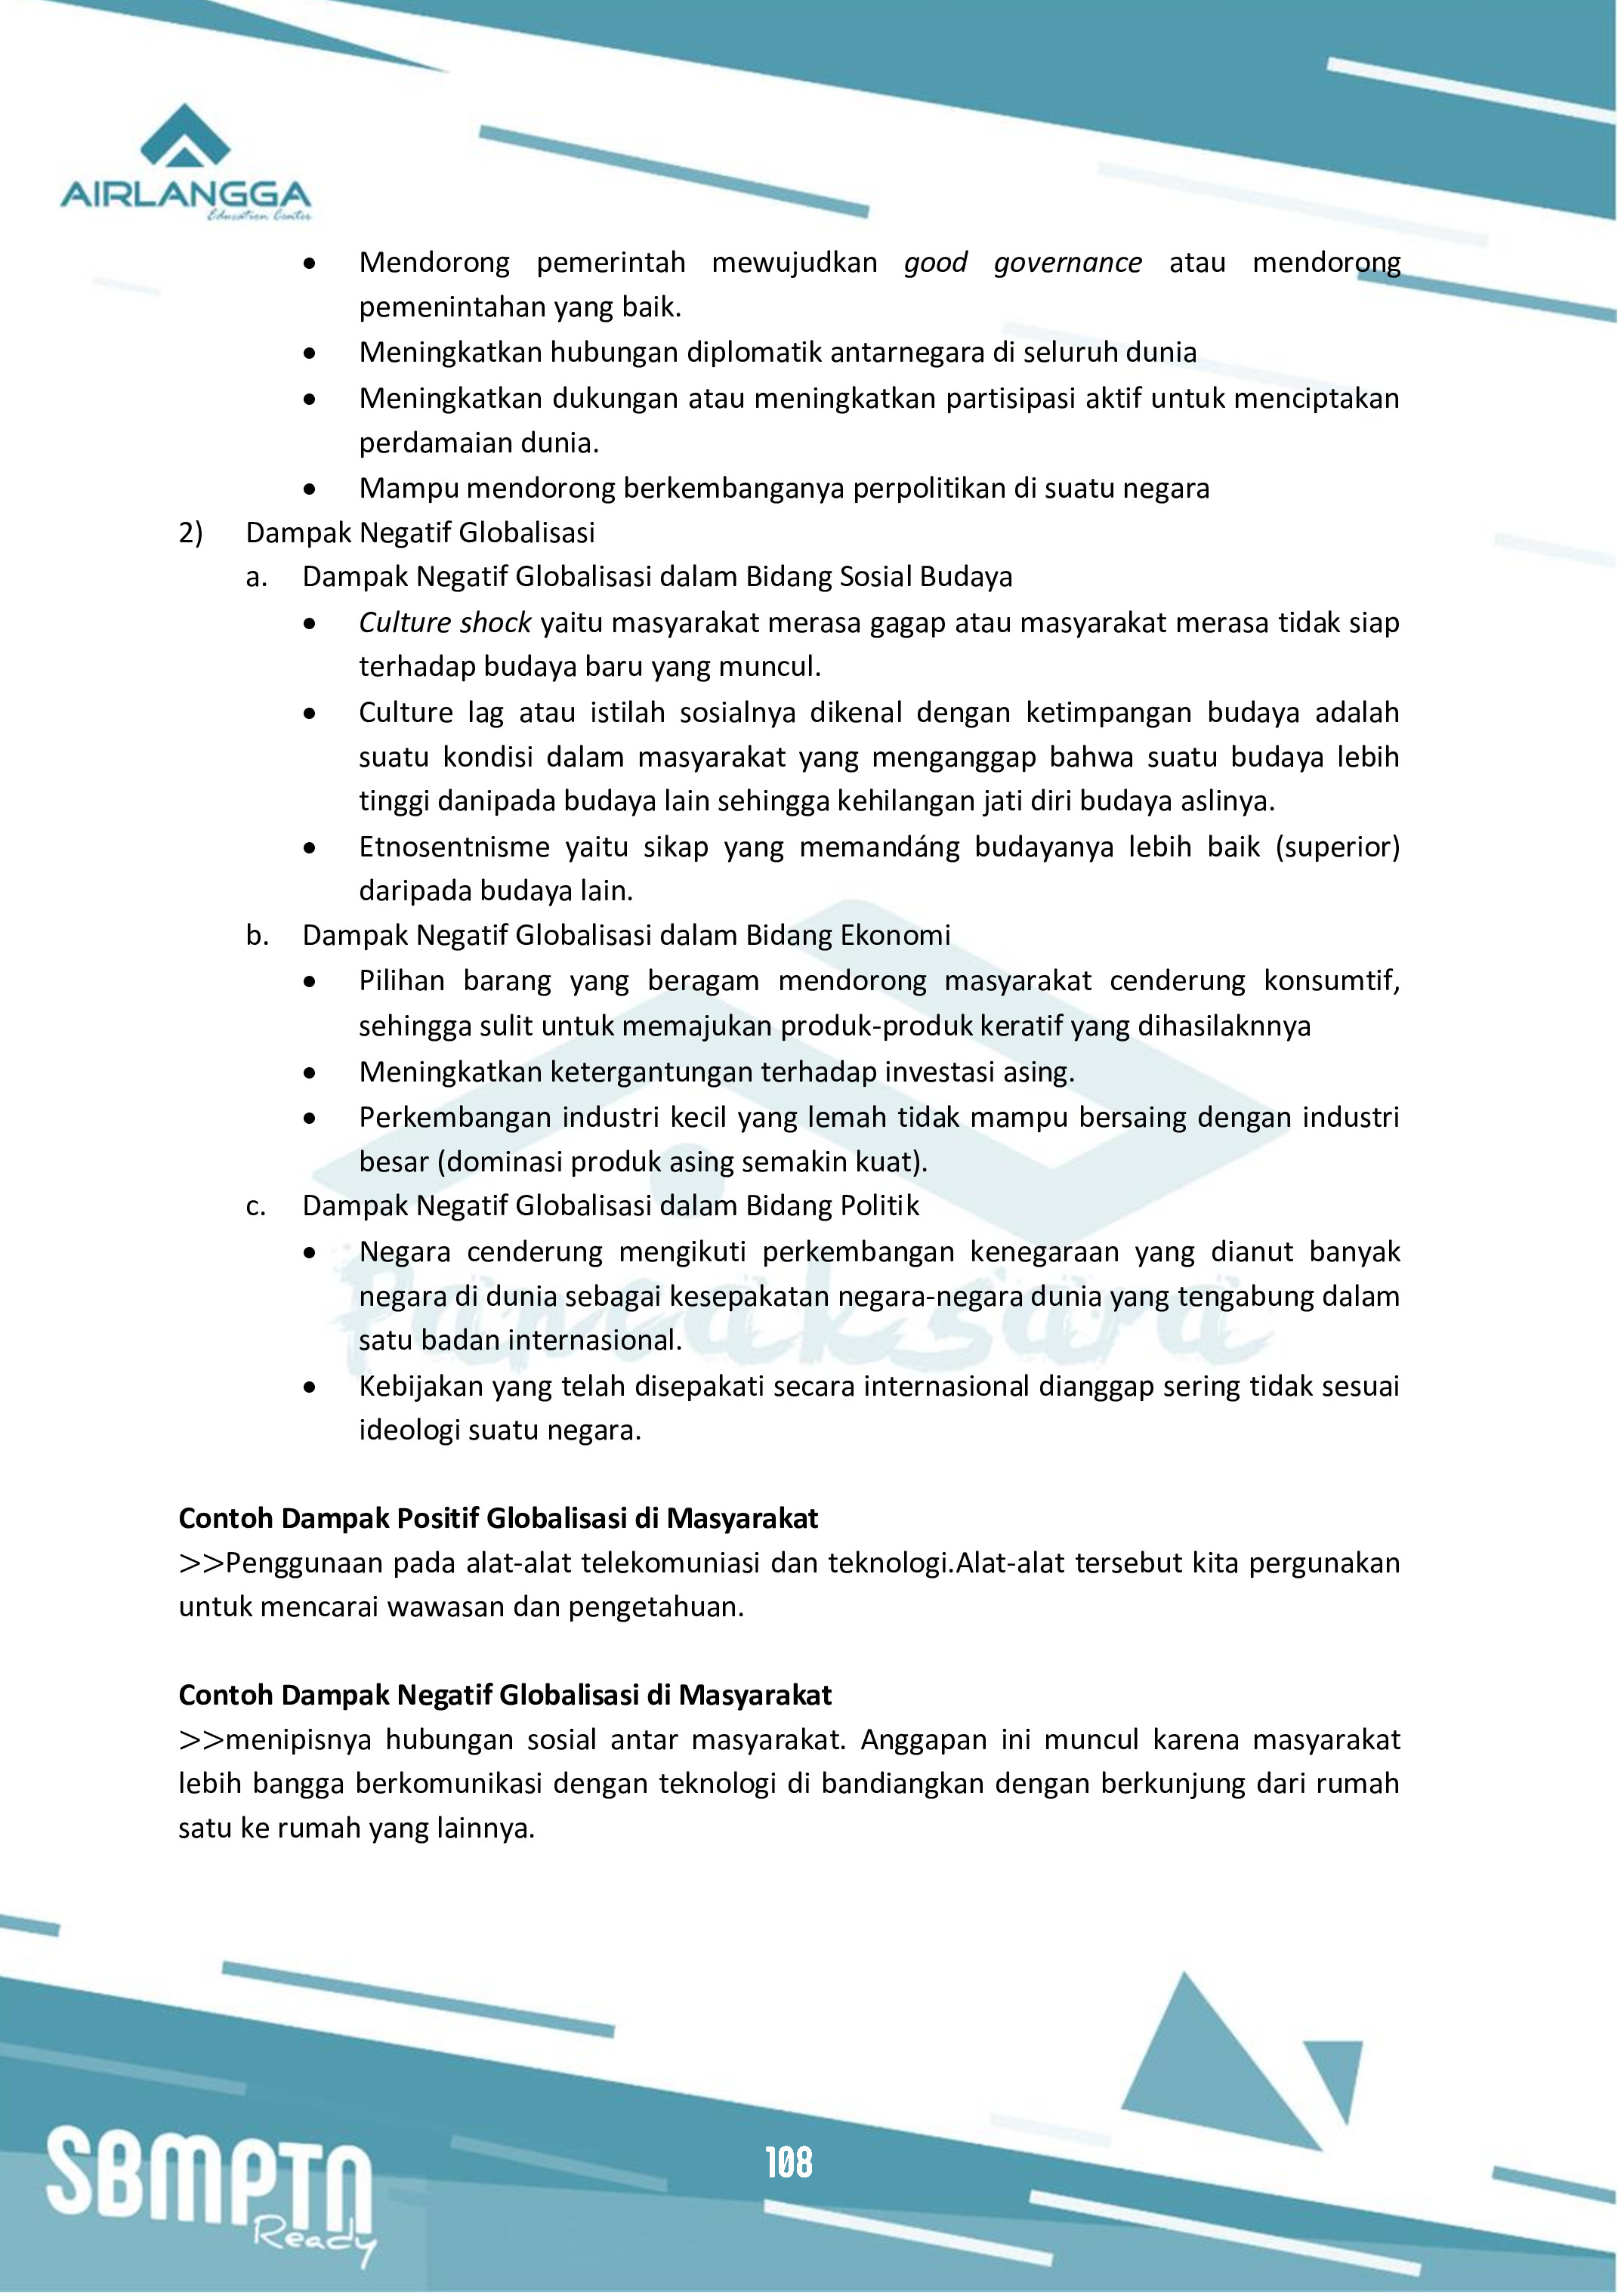 AIRLANGGA
Education Center
• Mendorong pemerintah mewujudkan good governance atau mendorong
pemenintahan yang baik.
• Meningkatkan hubungan diplomatik antarnegara di seluruh dunia
• Meningkatkan dukungan atau meningkatkan partisipasi aktif untuk menciptakan
perdamaian dunia.
• Mampu mendorong berkembanganya perpolitikan di suatu negara
2) Dampak Negatif Globalisasi
a. Dampak Negatif Globalisasi dalam Bidang Sosial Budaya
• Culture shock yaitu masyarakat merasa gagap atau masyarakat merasa tidak siap
terhadap budaya baru yang muncul.
• Culture lag atau istilah sosialnya dikenal dengan ketimpangan budaya adalah
suatu kondisi dalam masyarakat yang menganggap bahwa suatu budaya lebih
tinggi danipada budaya lain sehingga kehilangan jati diri budaya aslinya.
• Etnosentnisme yaitu sikap yang memandáng budayanya lebih baik (superior)
daripada budaya lain.
b. Dampak Negatif Globalisasi dalam Bidang Ekonomi
• Pilihan barang yang beragam mendorong masyarakat cenderung konsumtif,
sehingga sulit untuk memajukan produk-produk keratif yang dihasilaknnya
• Meningkatkan ketergantungan terhadap investasi asing.
• Perkembangan industri kecil yang lemah tidak mampu bersaing dengan industri
besar (dominasi produk asing semakin kuat).
c. Dampak Negatif Globalisasi dalam Bidang Politik
• Negara cenderung mengikuti perkembangan kenegaraan yang dianut banyak
negara di dunia sebagai kesepakatan negara-negara dunia yang tengabung dalam
satu badan internasional.
• Kebijakan yang telah disepakati secara internasional dianggap sering tidak sesuai
ideologi suatu negara.
Pancaksara
Contoh Dampak Positif Globalisasi di Masyarakat
>>Penggunaan pada alat-alat telekomuniasi dan teknologi.Alat-alat tersebut kita pergunakan
untuk mencarai wawasan dan pengetahuan.
Contoh Dampak Negatif Globalisasi di Masyarakat
>>menipisnya hubungan sosial antar masyarakat. Anggapan ini muncul karena masyarakat
lebih bangga berkomunikasi dengan teknologi di bandiangkan dengan berkunjung dari rumah
satu ke rumah yang lainnya.
SBMPTN
Ready
108